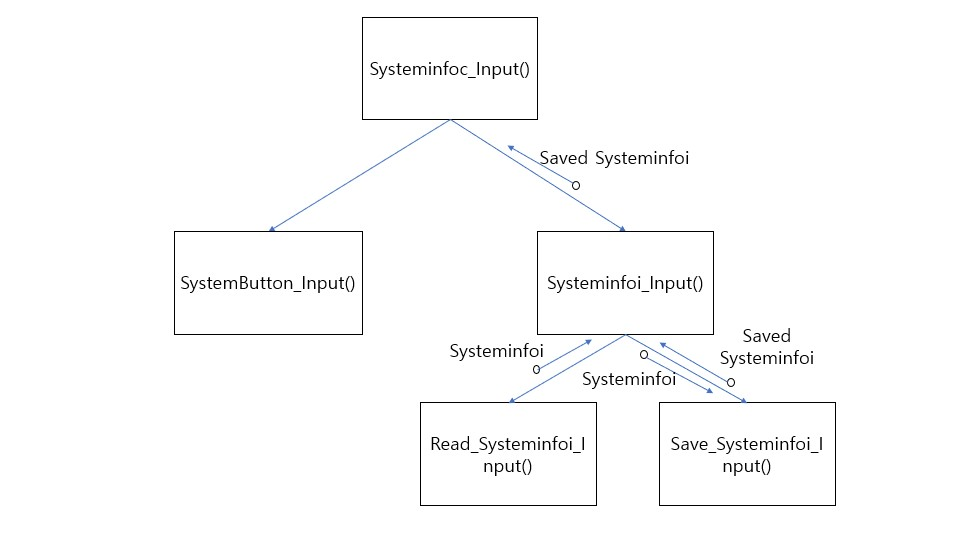 Systeminfoc_Input()
Saved Systeminfoi
SystemButton_Input()
Systeminfoi_Input()
Systeminfoi
Systeminfoi
Saved
Systeminfoi
Read_Systeminfoi_I
nput()
Save_Systeminfoi_I
nput()